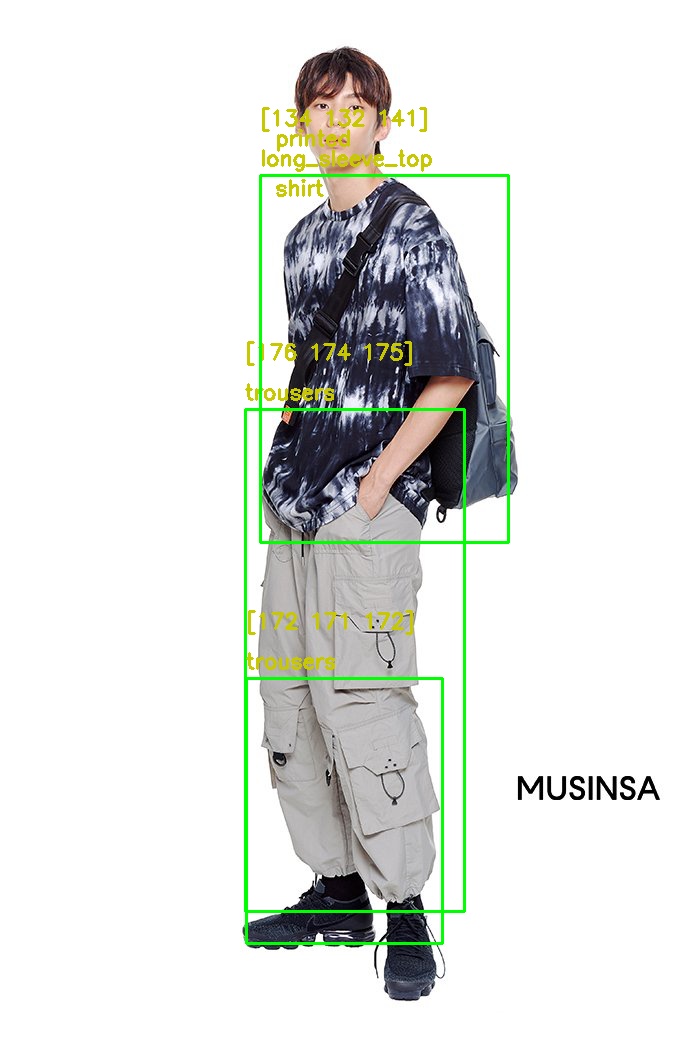 [134 132 141]
printed
long_sleeve_top
shirt
[176 174 175]
trousers
[172 171 172]
trousers
MUSINSA